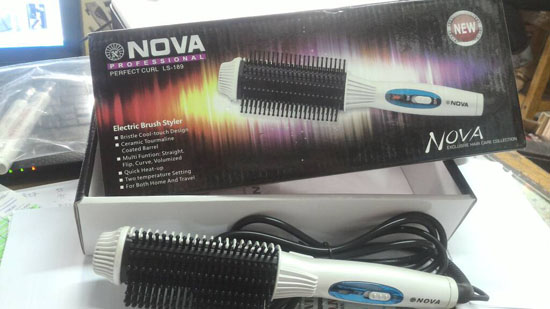 NOVA
PROFESSIONAL
PERFECT CURL LS-189
NEW
Electric Brush Styler
Bristle Cool-touch Design
Ceramic Tourmaline
Coated Barrel
Multi Funtion: Straight,
Flip, Curve, Volumized
Quick Heat-up
Two temperature Setting
For Both Home And Travel
NOVA
NOVA
EXCLUSIVE HAIR CARE COLLECTION
NOVA